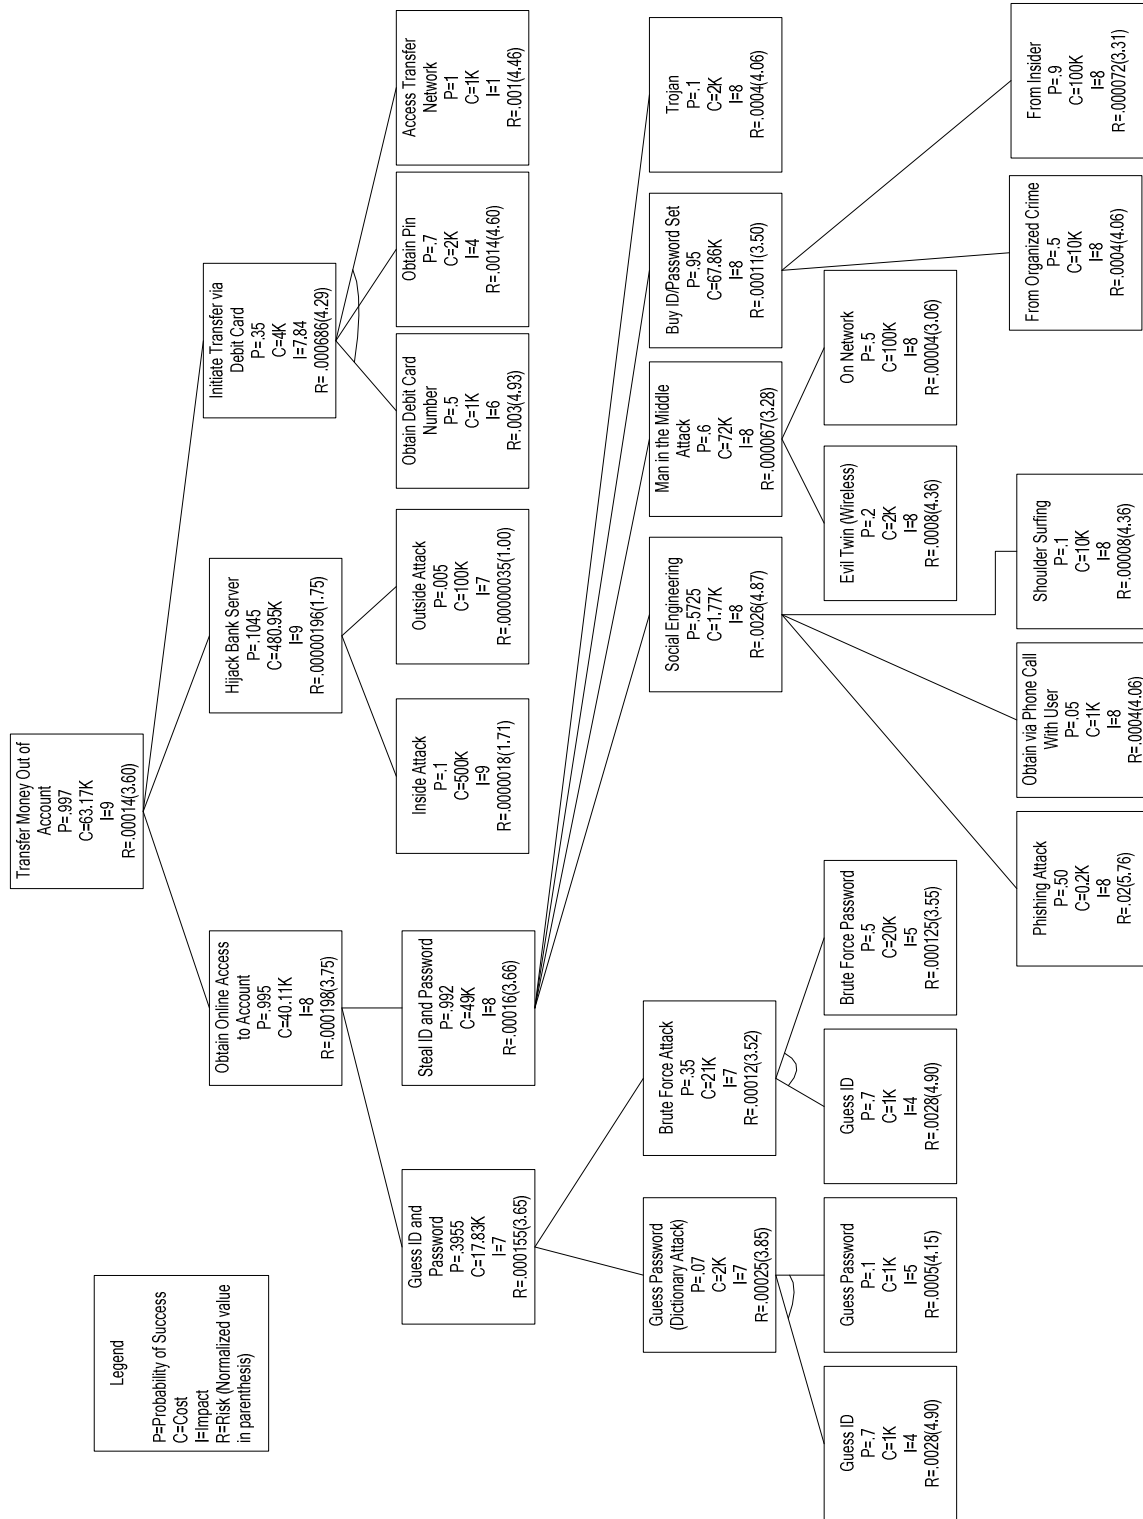 Legend
P=Probability of Success
C=Cost
I=Impact
R=Risk (Normalized value
in parenthesis)
Transfer Money Out of
Account
P=.997
C=63.17K
I=9
R=.00014(3.60)
Obtain Online Access
to Account
P=.995
C=40.11K
I=8
R=.000198(3.75)
Hijack Bank Server
P=.1045
C=480.95K
I=9
R=.00000196(1.75)
Initiate Transfer via
Debit Card
P=.35
C=4K
I=7.84
R=.000686(4.29)
Guess ID and
Password
P=.3955
C=17.83K
I=7
R=.000155(3.65)
Steal ID and Password
P=.992
C=49K
I=8
R=.00016(3.66)
Inside Attack
P=.1
C=500K
I=9
R=.0000018(1.71)
Outside Attack
P=.005
C=100K
I=7
R=.00000035(1.00)
Obtain Debit Card
Number
P=.5
C=1K
I=6
R=.003(4.93)
Obtain Pin
P=.7
C=2K
I=4
R=.0014(4.60)
Access Transfer
Network
P=1
C=1K
I=1
R=.001(4.46)
Guess Password
(Dictionary Attack)
P=.07
C=2K
I=7
R=.00025(3.85)
Brute Force Attack
P=.35
C=21K
I=7
R=.00012(3.52)
Social Engineering
P=.5725
C=1.77K
I=8
R=.0026(4.87)
Man in the Middle
Attack
P=.6
C=72K
I=8
R=.000067(3.28)
Buy ID/Password Set
P=.95
C=67.86K
I=8
R=.00011(3.50)
Trojan
P=.1
C=2K
I=8
R=.0004(4.06)
Guess ID
P=.7
C=1K
I=4
R=.0028(4.90)
Guess Password
P=.1
C=1K
I=5
R=.0005(4.15)
Guess ID
P=.7
C=1K
I=4
R=.0028(4.90)
Brute Force Password
P=.5
C=20K
I=5
R=.000125(3.55)
Evil Twin (Wireless)
P=.2
C=2K
I=8
R=.0008(4.36)
On Network
P=.5
C=100K
I=8
R=.00004(3.06)
Phishing Attack
P=.50
C=0.2K
I=8
R=.02(5.76)
Obtain via Phone Call
With User
P=.05
C=1K
I=8
R=.0004(4.06)
Shoulder Surfing
P=.1
C=10K
I=8
R=.00008(4.36)
From Organized Crime
P=.5
C=10K
I=8
R=.0004(4.06)
From Insider
P=.9
C=100K
I=8
R=.000072(3.31)